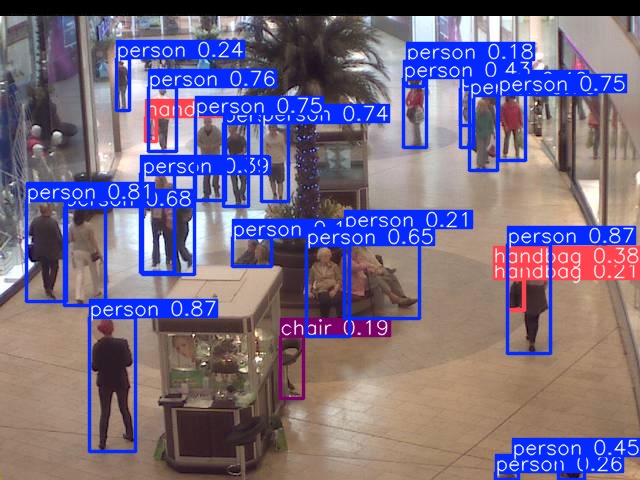 person 0.24
person 0.18
person 0.43
person 0.76
person 0.75
person 0.75
person 0.74
person 0.39
person 0.81
0.68
person 0.21
person
person 0.65
person 0.87
handbag 0.38
handbag 0.21
person 0.87
chair 0.19
person 0.45
person 0.26